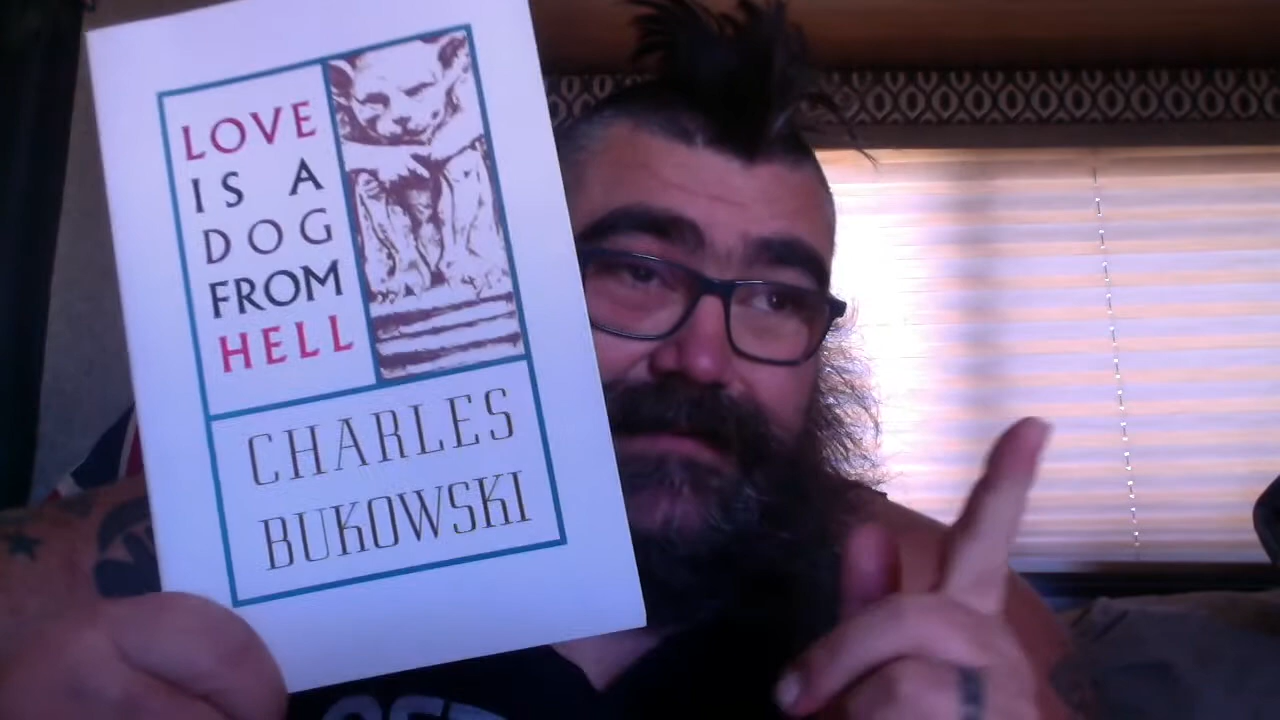 LOVE
IS A
DOG
FROM
HELL
CHARLES
BUKOWSKI